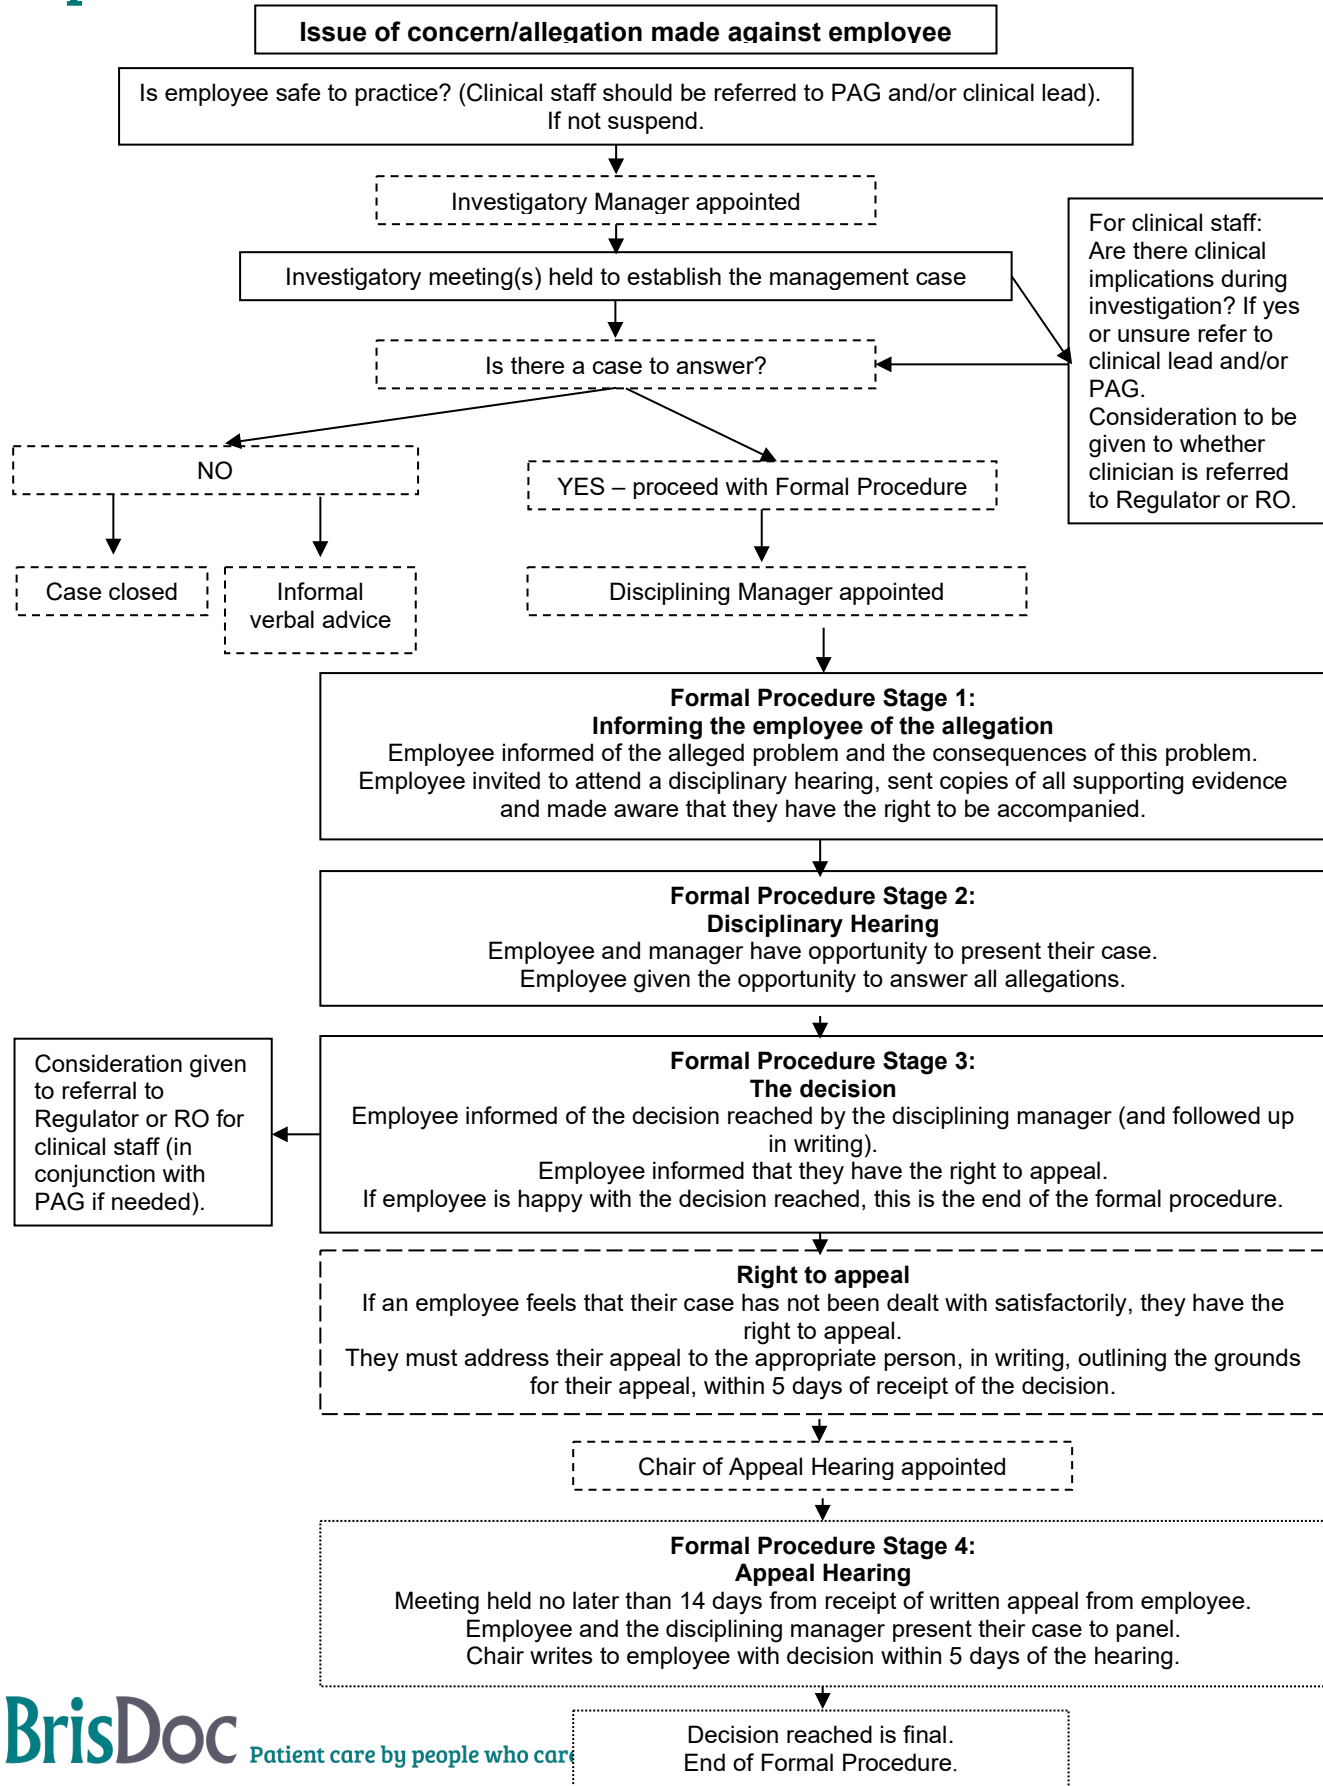 Issue of concern/allegation made against employee
Is employee safe to practice? (Clinical staff should be referred to PAG and/or clinical lead).
If not suspend.
Investigatory Manager appointed
Investigatory meeting(s) held to establish the management case
For clinical staff:
Are there clinical
implications during
investigation? If yes
or unsure refer to
clinical lead and/or
PAG.
Consideration to be
given to whether
clinician is referred
to Regulator or RO.
Is there a case to answer?
NO
YES – proceed with Formal Procedure
Case closed
Informal
verbal advice
Disciplining Manager appointed
Formal Procedure Stage 1:
Informing the employee of the allegation
Employee informed of the alleged problem and the consequences of this problem.
Employee invited to attend a disciplinary hearing, sent copies of all supporting evidence
and made aware that they have the right to be accompanied.
Formal Procedure Stage 2:
Disciplinary Hearing
Employee and manager have opportunity to present their case.
Employee given the opportunity to answer all allegations.
Consideration given
to referral to
Regulator or RO for
clinical staff (in
conjunction with
PAG if needed).
Formal Procedure Stage 3:
The decision
Employee informed of the decision reached by the disciplining manager (and followed up
in writing).
Employee informed that they have the right to appeal.
If employee is happy with the decision reached, this is the end of the formal procedure.
Right to appeal
If an employee feels that their case has not been dealt with satisfactorily, they have the
right to appeal.
They must address their appeal to the appropriate person, in writing, outlining the grounds
for their appeal, within 5 days of receipt of the decision.
Chair of Appeal Hearing appointed
Formal Procedure Stage 4:
Appeal Hearing
Meeting held no later than 14 days from receipt of written appeal from employee.
Employee and the disciplining manager present their case to panel.
Chair writes to employee with decision within 5 days of the hearing.
Decision reached is final.
End of Formal Procedure.
BrisDoc Patient care by people who care